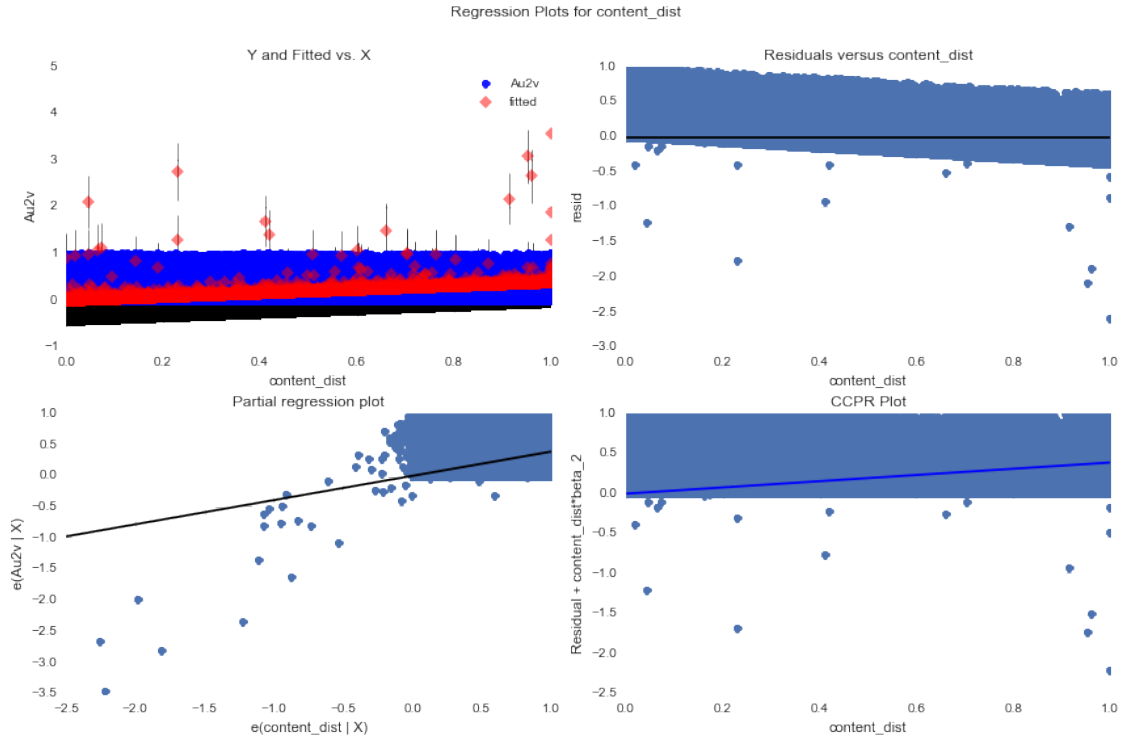 Regression Plots for content_dist
Y and Fitted vs. X
5
4
3
2
1
0
−1
0.0 0.2 0.4 0.6 0.8 1.0
Au2v
content_dist
Au2v
fitted
Residuals versus content_dist
1.0
0.5
0.0
−0.5
−1.0
−1.5
−2.0
−2.5
−3.0
0.0 0.2 0.4 0.6 0.8 1.0
resid
content_dist
Partial regression plot
1.0
0.5
0.0
−0.5
−1.0
−1.5
−2.0
−2.5
−3.0
−3.5
−2.5 −2.0 −1.5 −1.0 −0.5 0.0 0.5 1.0
e(Au2v | X)
e(content_dist | X)
CCPR Plot
1.0
0.5
0.0
−0.5
−1.0
−1.5
−2.0
−2.5
0.0 0.2 0.4 0.6 0.8 1.0
Residual + content_dist*beta_2
content_dist